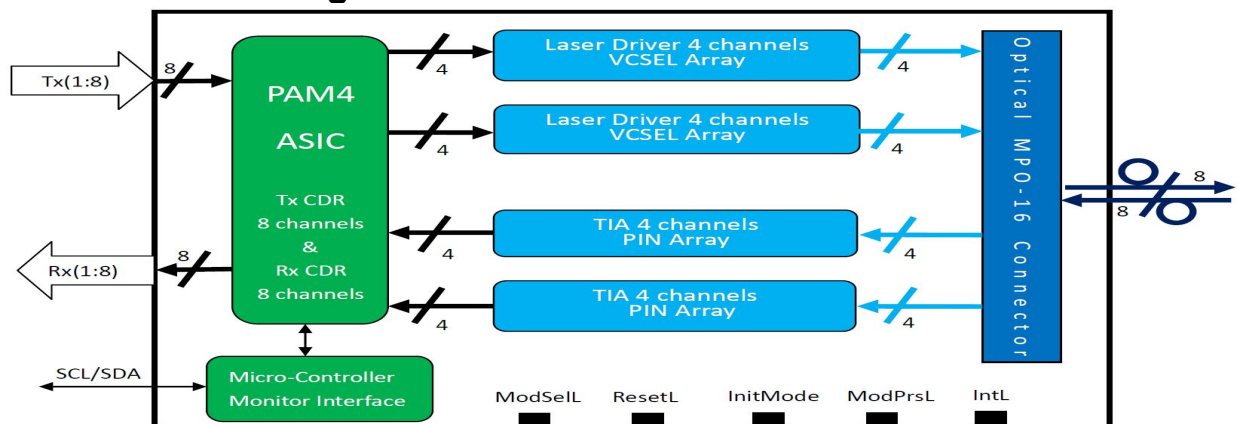 Tx(1:8)
8
PAM4
ASIC
Tx CDR
8 channels
&
Rx CDR
8 channels
4
Laser Driver 4 channels
VCSEL Array
4
4
Laser Driver 4 channels
VCSEL Array
4
4
TIA 4 channels
PIN Array
4
4
TIA 4 channels
PIN Array
4
Optical MPO-16 Connector
8
8
Rx(1:8)
8
SCL/SDA
Micro-Controller
Monitor Interface
ModSelL
ResetL
InitMode
ModPrsL
IntL